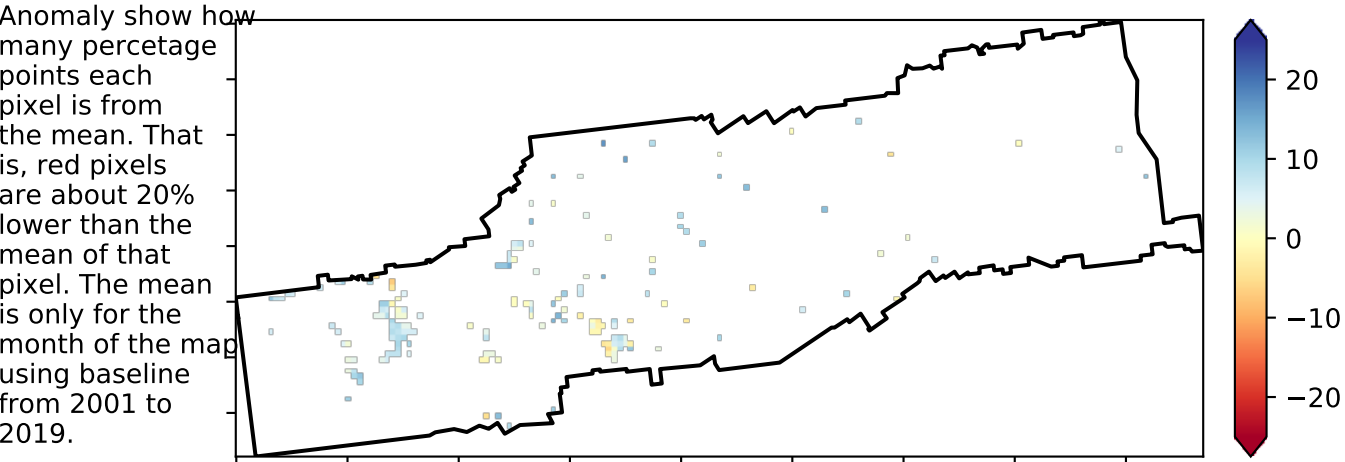 Anomaly show how
many percetage
points each
pixel is from
the mean. That
is, red pixels
are about 20%
lower than the
mean of that
pixel. The mean
is only for the
month of the map
using baseline
from 2001 to
2019.
20
10
0
−10
−20